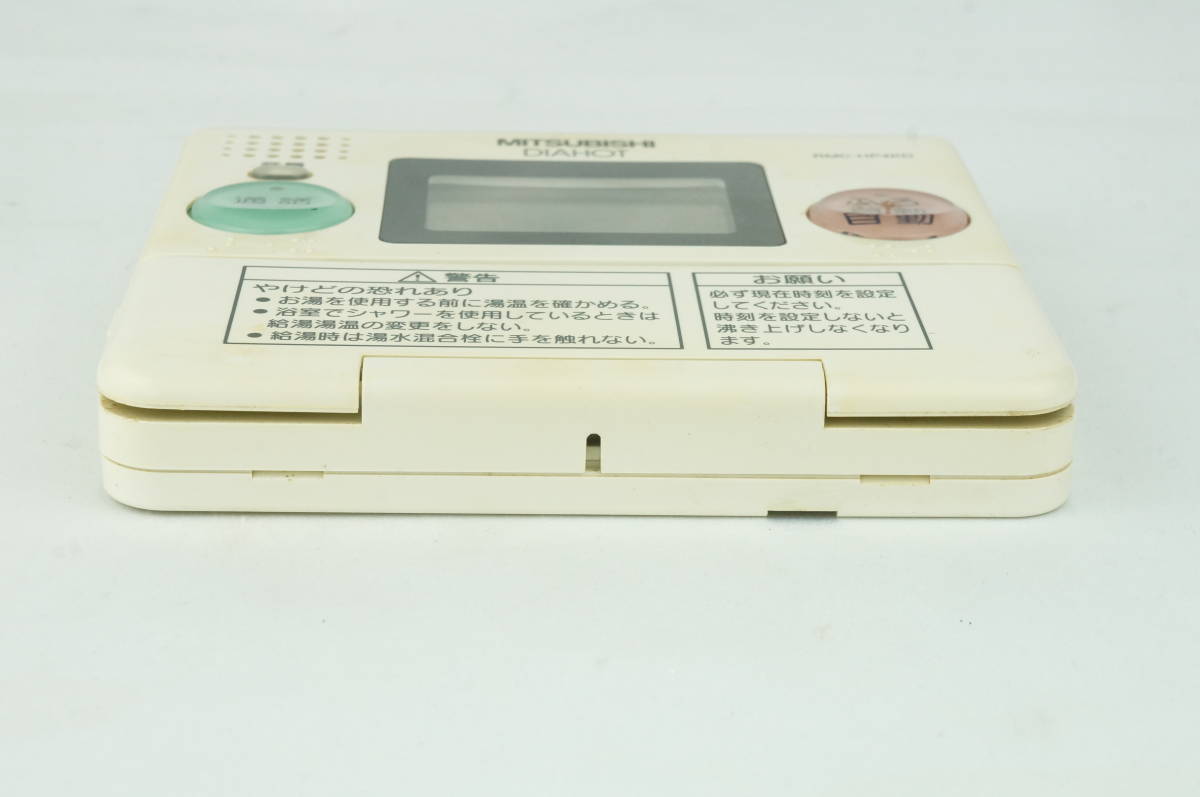 MITSUBISHI
DIAHOT
自動
警告
やけどの恐れあり
● お湯を使用する前に湯温を確かめる。
● 浴室でシャワーを使用しているときは
給湯湯温の変更をしない。
● 給湯時は湯水混合栓に手を触れない。
お願い
必ず現在時刻を設定
してください。
時刻を設定しないと
沸き上げしなくなり
ます。